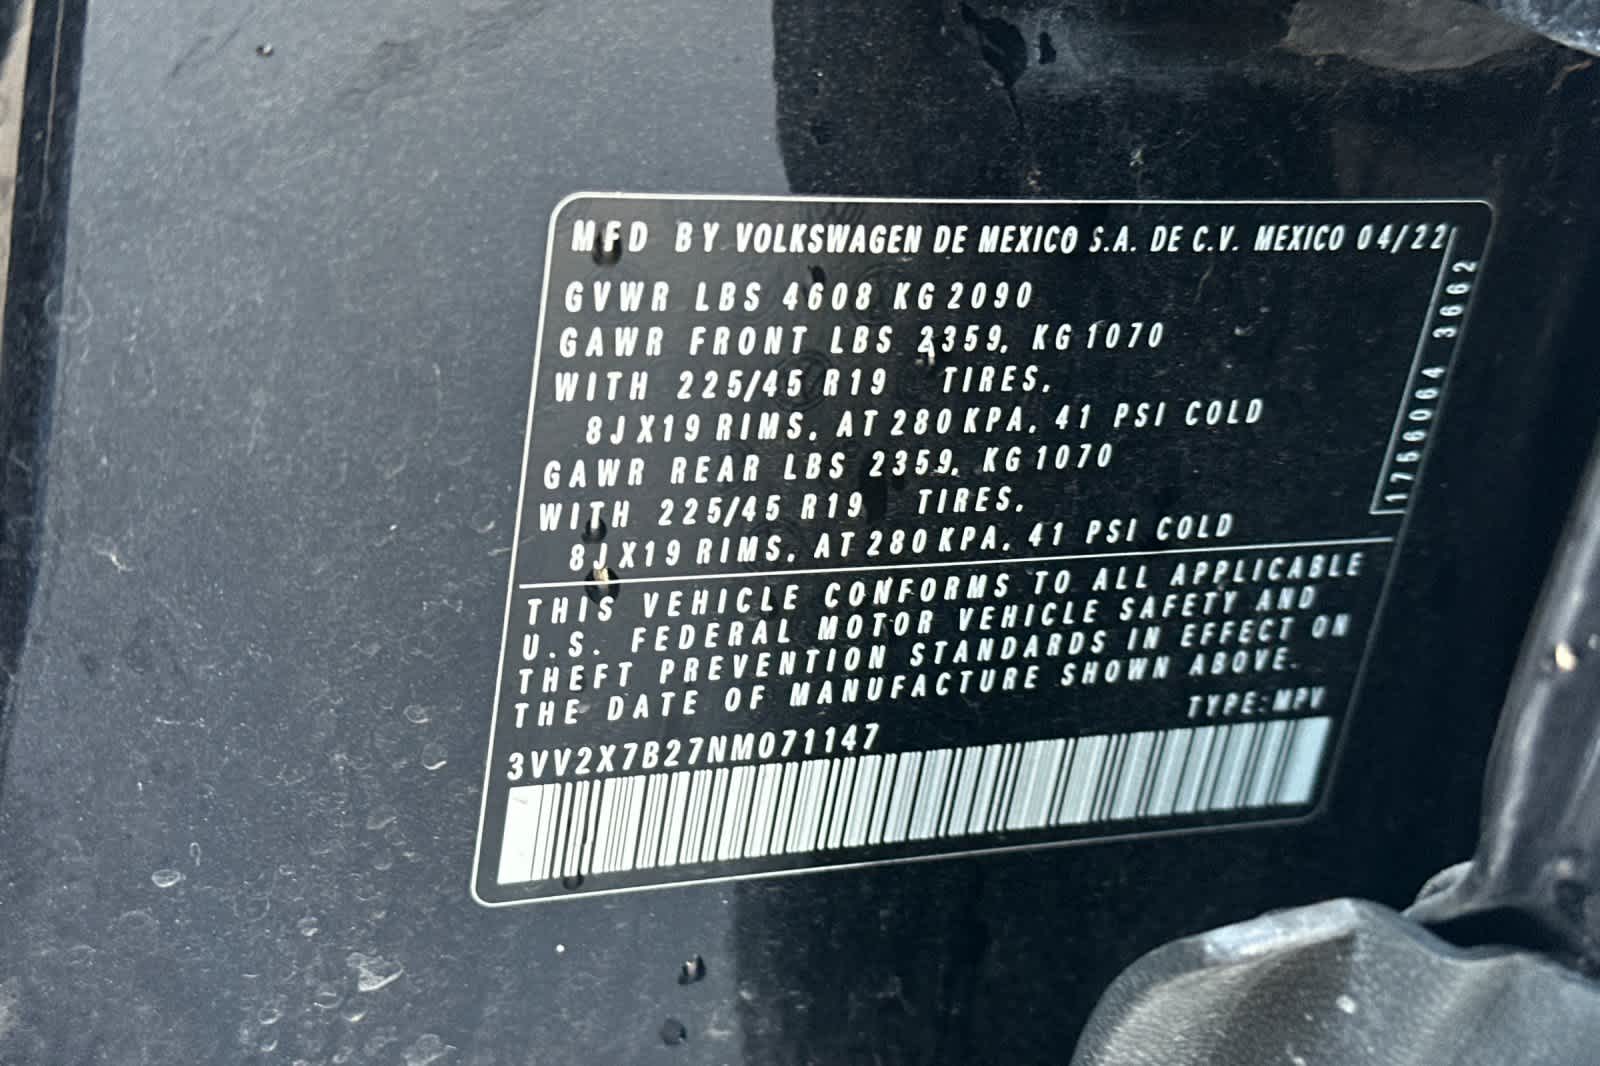 MFD BY VOLKSWAGEN DE MEXICO S.A. DE C.V. MEXICO 04/22
GVWR LBS 4608 KG 2090
GAWR FRONT LBS 2359, KG 1070
WITH 225/45 R19 TIRES,
8JX19 RIMS, AT 280 KPA, 41 PSI COLD
GAWR REAR LBS 2359, KG 1070
WITH 225/45 R19 TIRES,
8JX19 RIMS, AT 280 KPA, 41 PSI COLD
1756064 3662
THIS VEHICLE CONFORMS TO ALL APPLICABLE
U.S. FEDERAL MOTOR VEHICLE SAFETY AND
THEFT PREVENTION STANDARDS IN EFFECT ON
THE DATE OF MANUFACTURE SHOWN ABOVE.
TYPE: MPV
3VV2X7B27NM071147